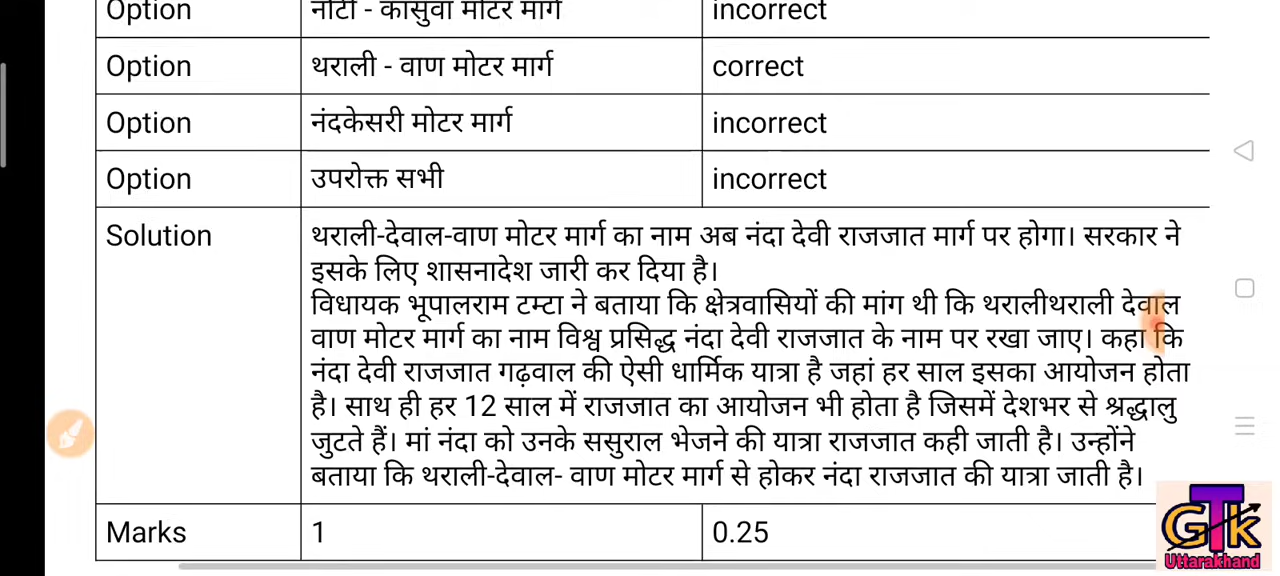 Option नौटी - कांसुवा मोटर मार्ग incorrect
Option थराली - वाण मोटर मार्ग correct
Option नंदकेसरी मोटर मार्ग incorrect
Option उपरोक्त सभी incorrect
Solution थराली-देवाल-वाण मोटर मार्ग का नाम अब नंदा देवी राजजात मार्ग पर होगा। सरकार ने
इसके लिए शासनादेश जारी कर दिया है।
विधायक भूपालराम टम्टा ने बताया कि क्षेत्रवासियों की मांग थी कि थरालीथराली देवाल
वाण मोटर मार्ग का नाम विश्व प्रसिद्ध नंदा देवी राजजात के नाम पर रखा जाए। कहा कि
नंदा देवी राजजात गढ़वाल की ऐसी धार्मिक यात्रा है जहां हर साल इसका आयोजन होता
है। साथ ही हर 12 साल में राजजात का आयोजन भी होता है जिसमें देशभर से श्रद्धालु
जुटते हैं। मां नंदा को उनके ससुराल भेजने की यात्रा राजजात कही जाती है। उन्होंने
बताया कि थराली-देवाल- वाण मोटर मार्ग से होकर नंदा राजजात की यात्रा जाती है।
Marks 1 0.25
GTK
Uttarakhand